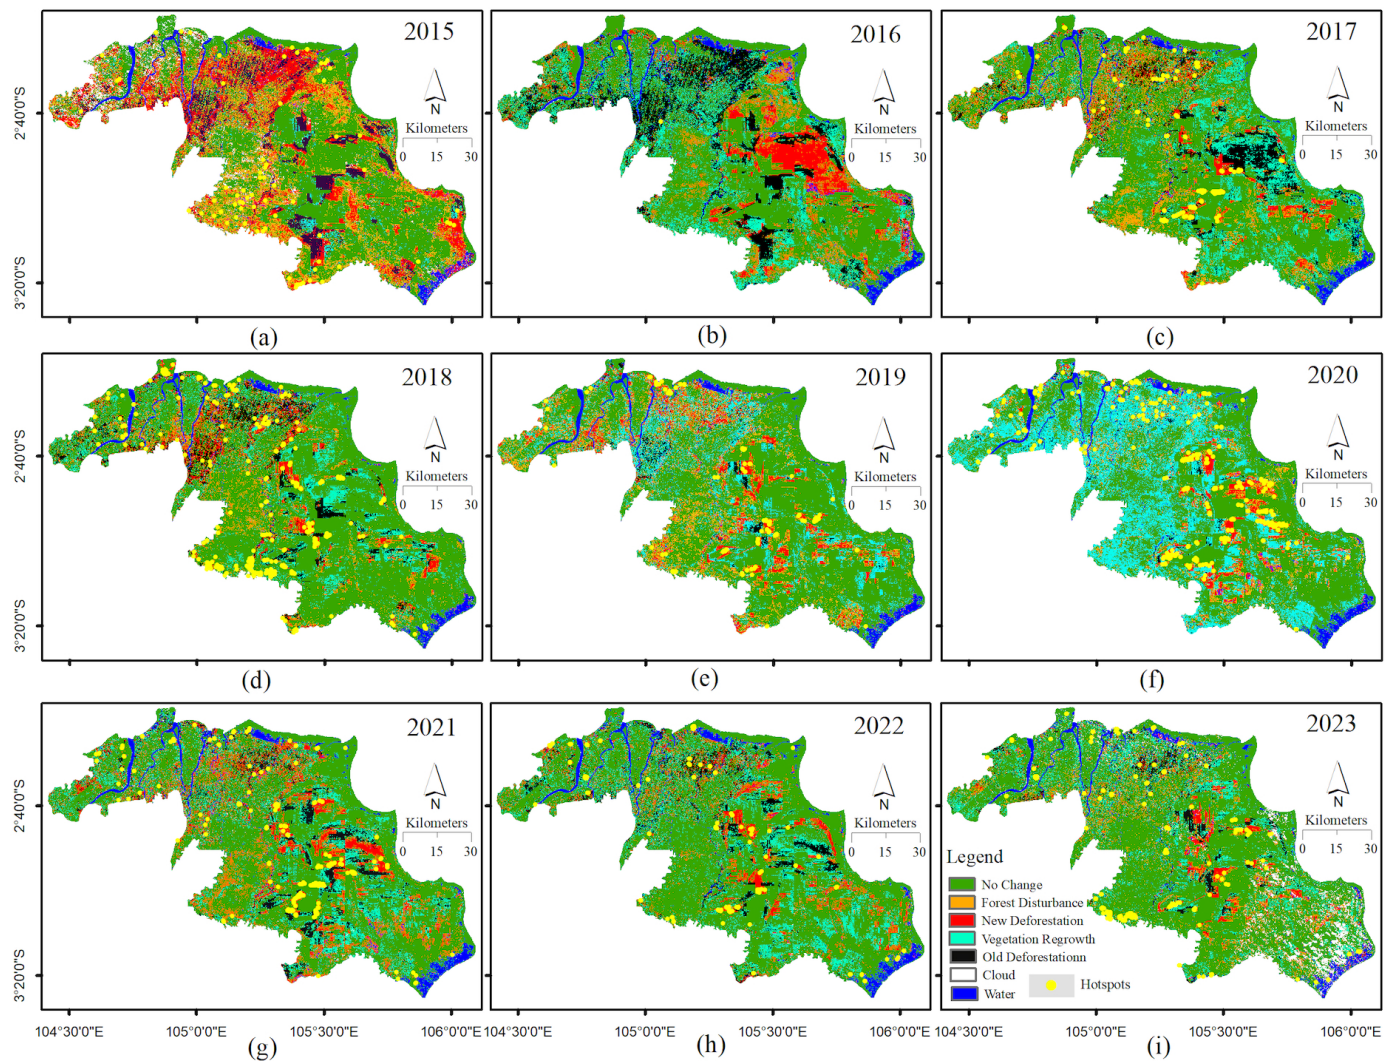 2015
N
Kilometers
0 15 30
2°40'0"S
3°20'0"S
(a)
2016
N
Kilometers
0 15 30
(b)
2017
N
Kilometers
0 15 30
(c)
2018
N
Kilometers
0 15 30
2°40'0"S
3°20'0"S
(d)
2019
N
Kilometers
0 15 30
(e)
2020
N
Kilometers
0 15 30
(f)
2021
N
Kilometers
0 15 30
2°40'0"S
3°20'0"S
104°30'0"E 105°0'0"E 105°30'0"E 106°0'0"E
(g)
2022
N
Kilometers
0 15 30
105°0'0"E 105°30'0"E 106°0'0"E
(h)
2023
N
Kilometers
0 15 30
Legend
No Change
Forest Disturbance
New Deforestation
Vegetation Regrowth
Old Deforestationn
Cloud
Water
Hotspots
104°30'0"E 105°0'0"E 105°30'0"E 106°0'0"E
(i)